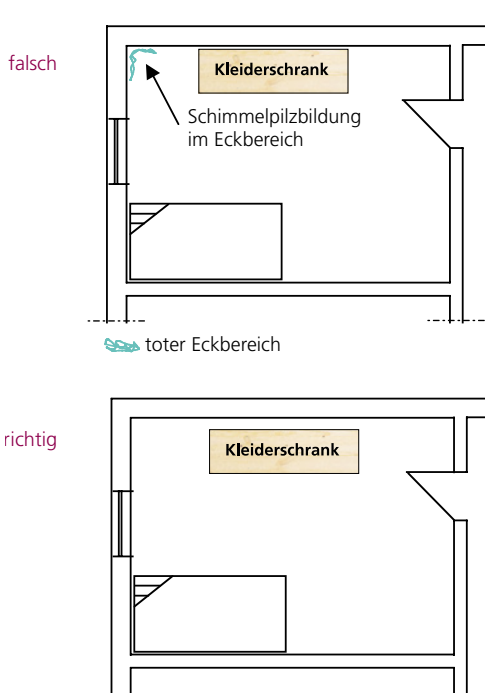 falsch
Kleiderschrank
Schimmelpilzbildung
im Eckbereich
toter Eckbereich
richtig
Kleiderschrank